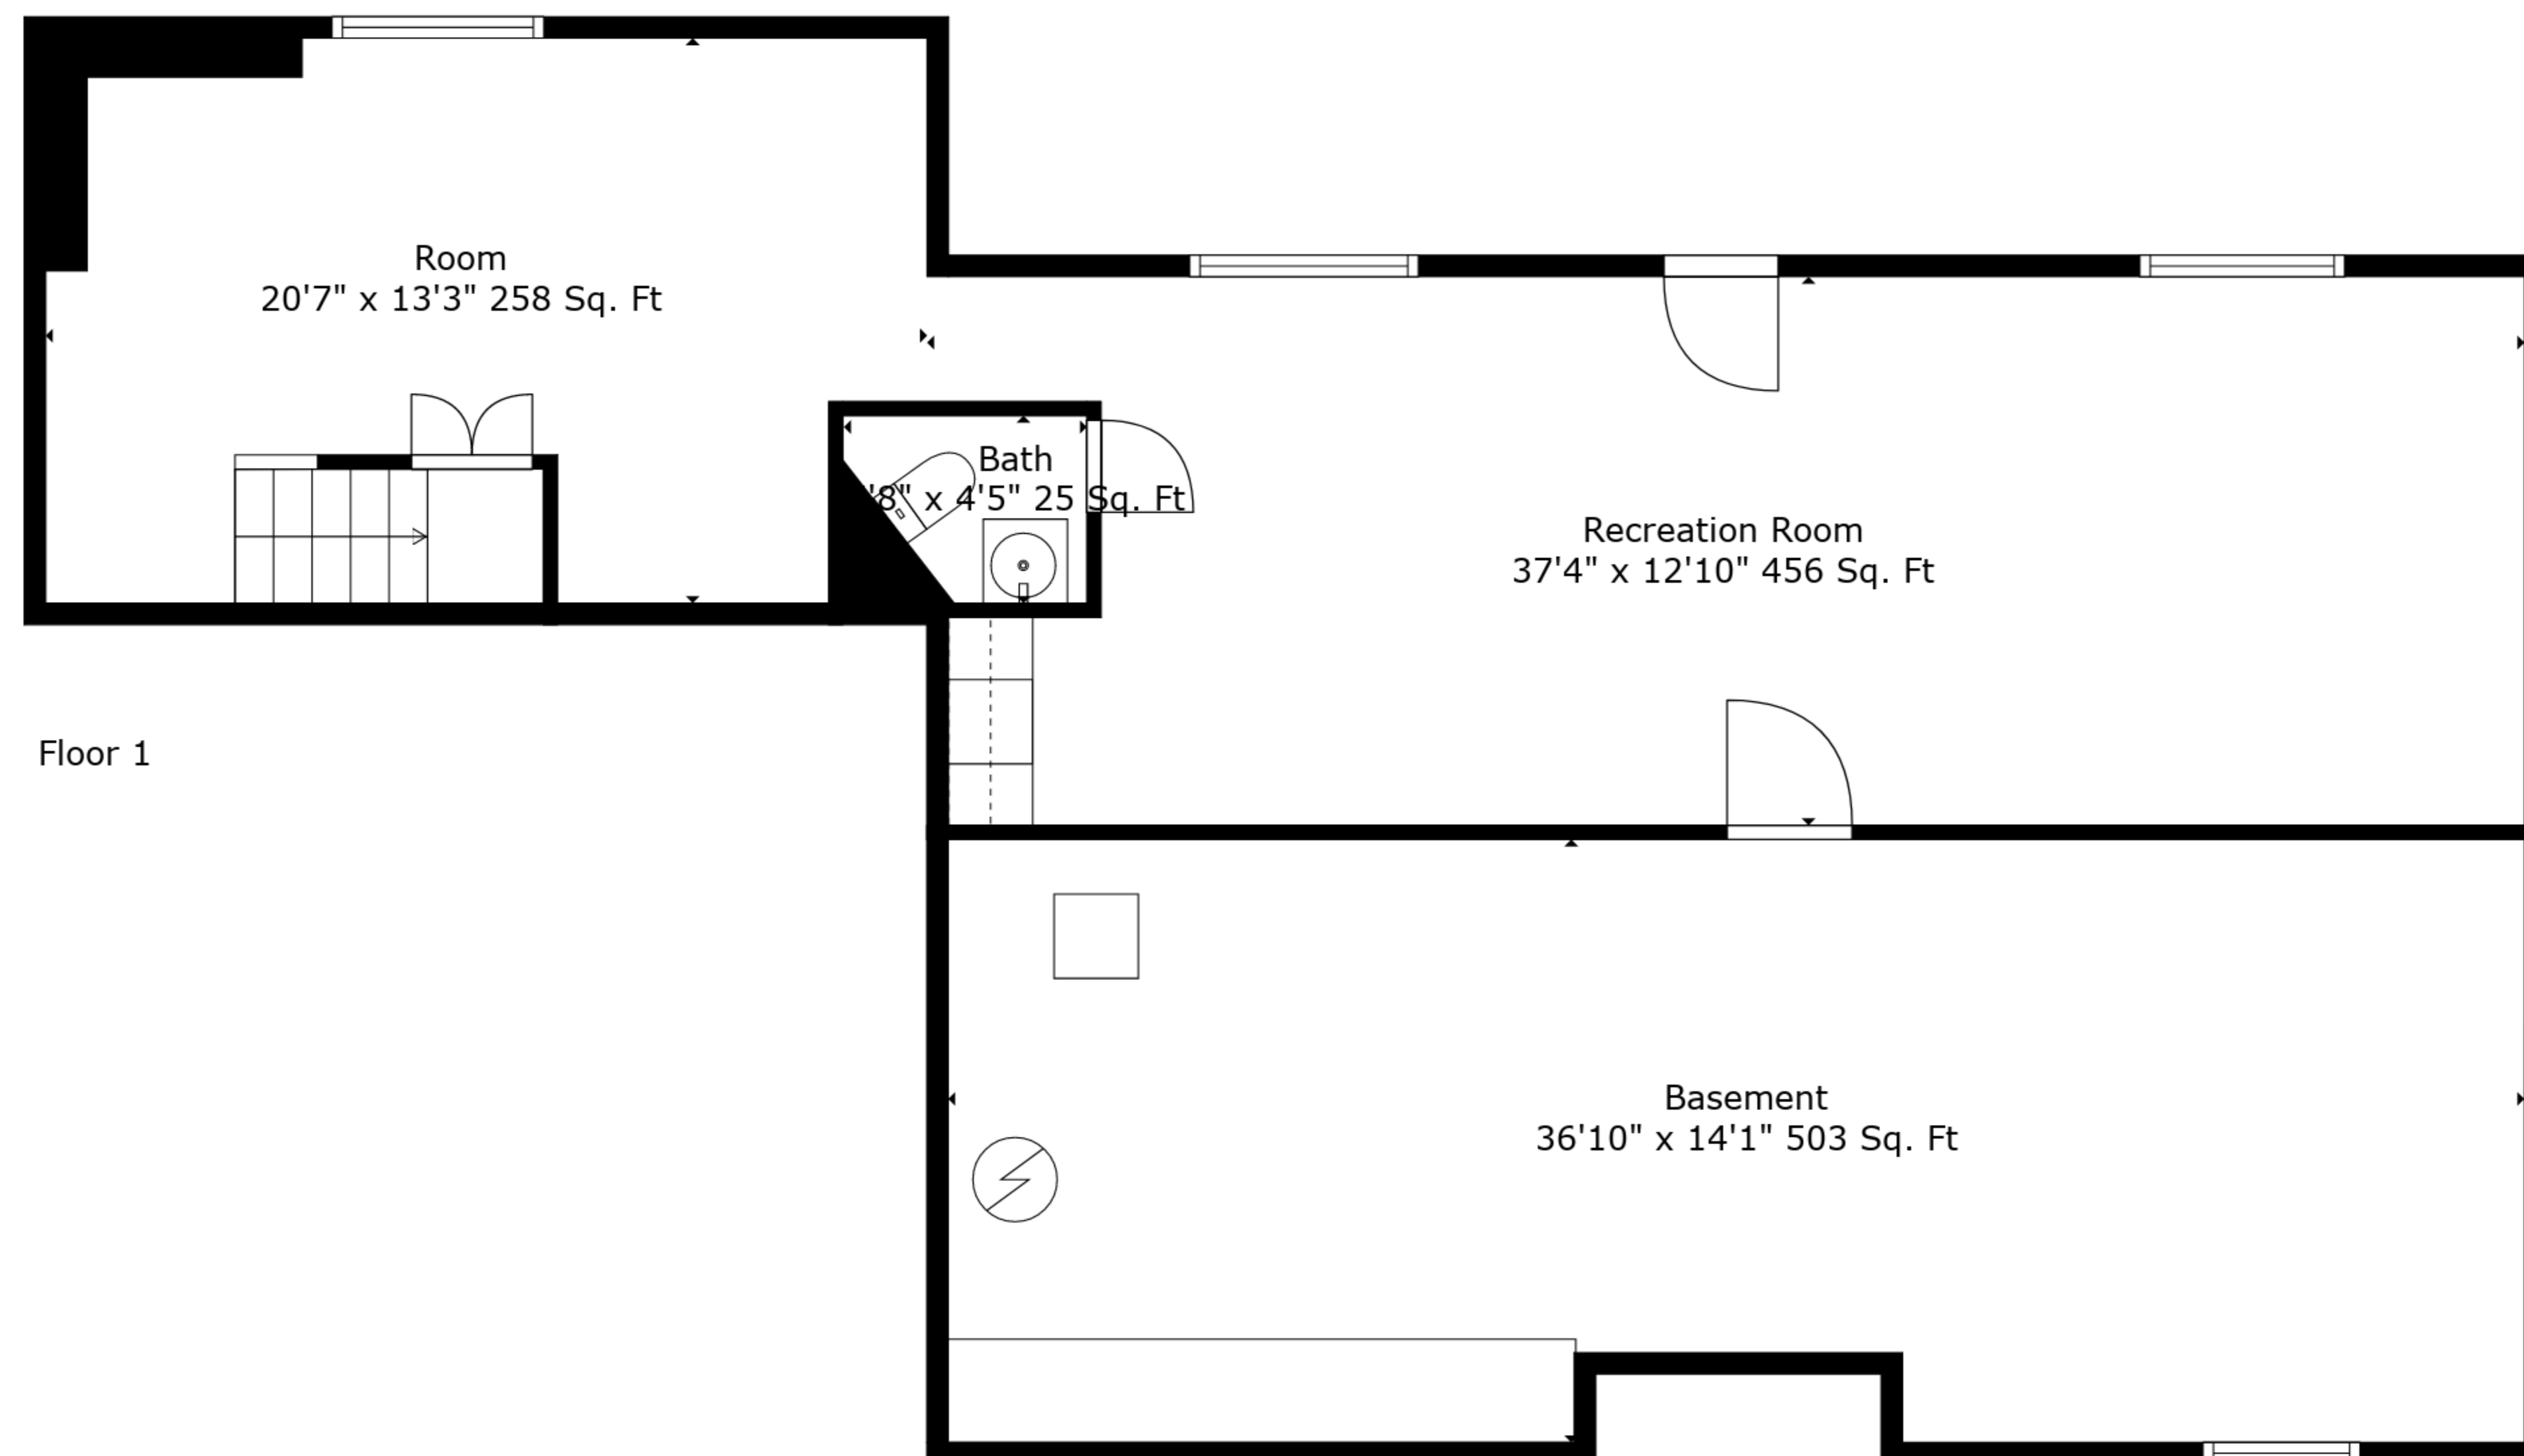 Room
20'7" x 13'3" 258 Sq. Ft
Bath
'8" x 4'5" 25 Sq. Ft
Recreation Room
37'4" x 12'10" 456 Sq. Ft
Floor 1
Basement
36'10" x 14'1" 503 Sq. Ft